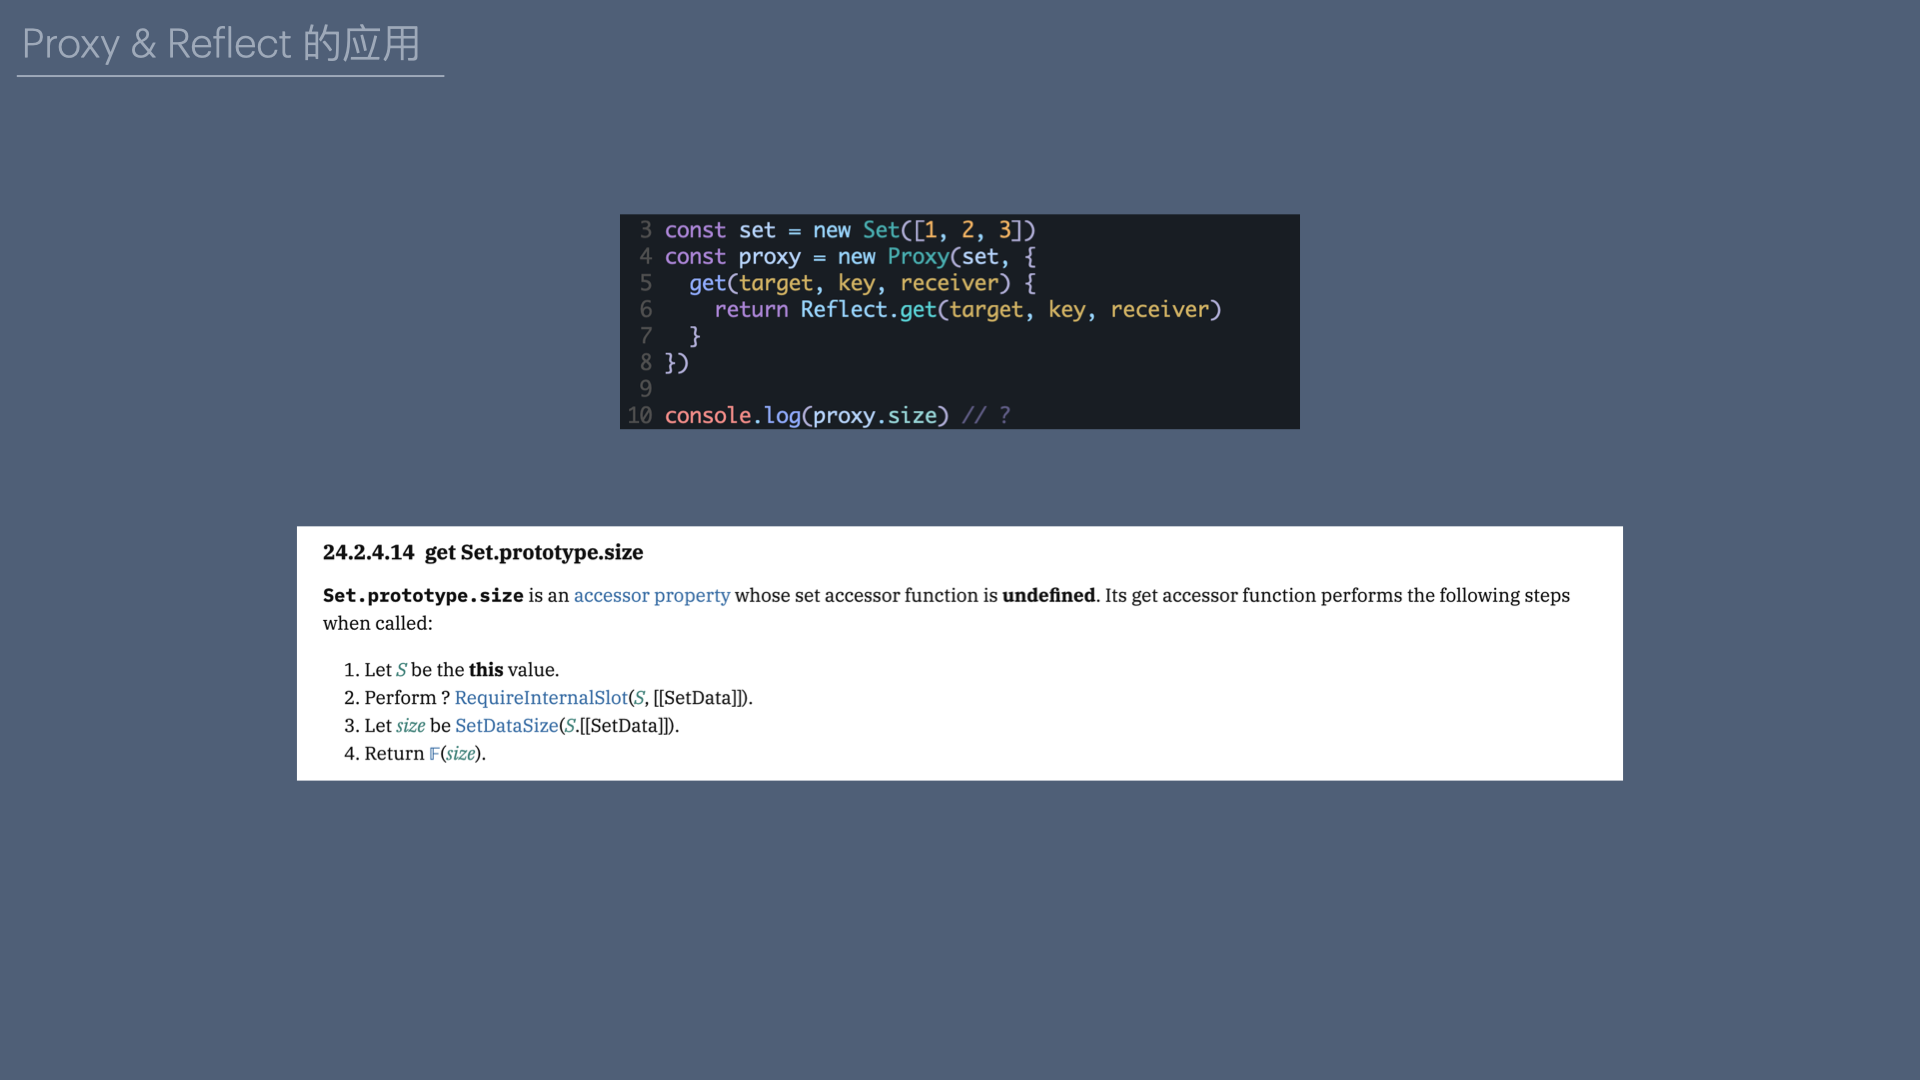 Proxy & Reflect 的应用
3 const set = new Set([1, 2, 3])
4 const proxy = new Proxy(set, {
5   get(target, key, receiver) {
6     return Reflect.get(target, key, receiver)
7   }
8 })
9
10 console.log(proxy.size) // ?
24.2.4.14 get Set.prototype.size
Set.prototype.size is an accessor property whose set accessor function is undefined. Its get accessor function performs the following steps
when called:
1. Let S be the this value.
2. Perform ? RequireInternalSlot(S, [[SetData]]).
3. Let size be SetDataSize(S.[[SetData]]).
4. Return 𝔽(size).